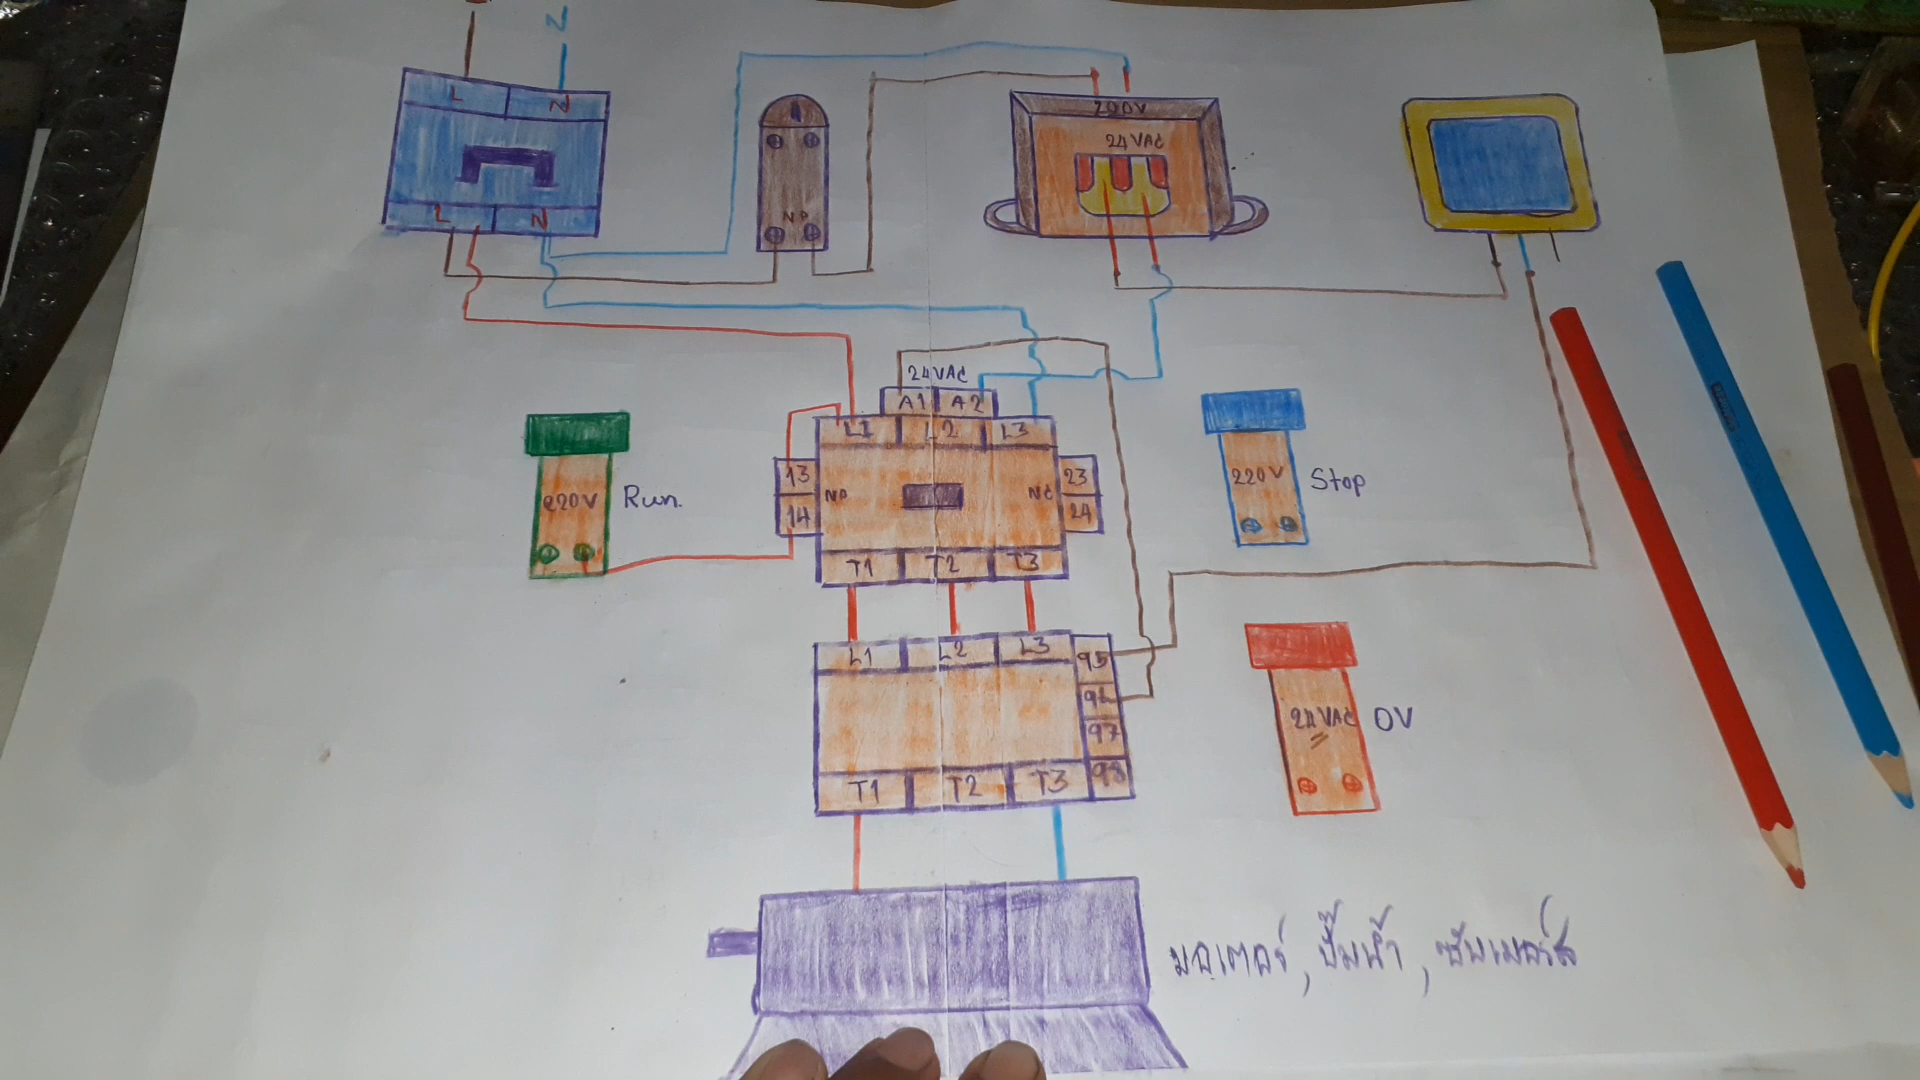 N
L N
L N
NO
220V
24VAC
24VAC
A1 A2
L1 L2 L3
13
14
NO
NC
23
24
T1 T2 T3
220V Run.
220V Stop
L1 L2 L3
95
96
97
98
T1 T2 T3
24VAC OV
มอเตอร์, ปั๊มน้ำ, ซับเมอร์ส